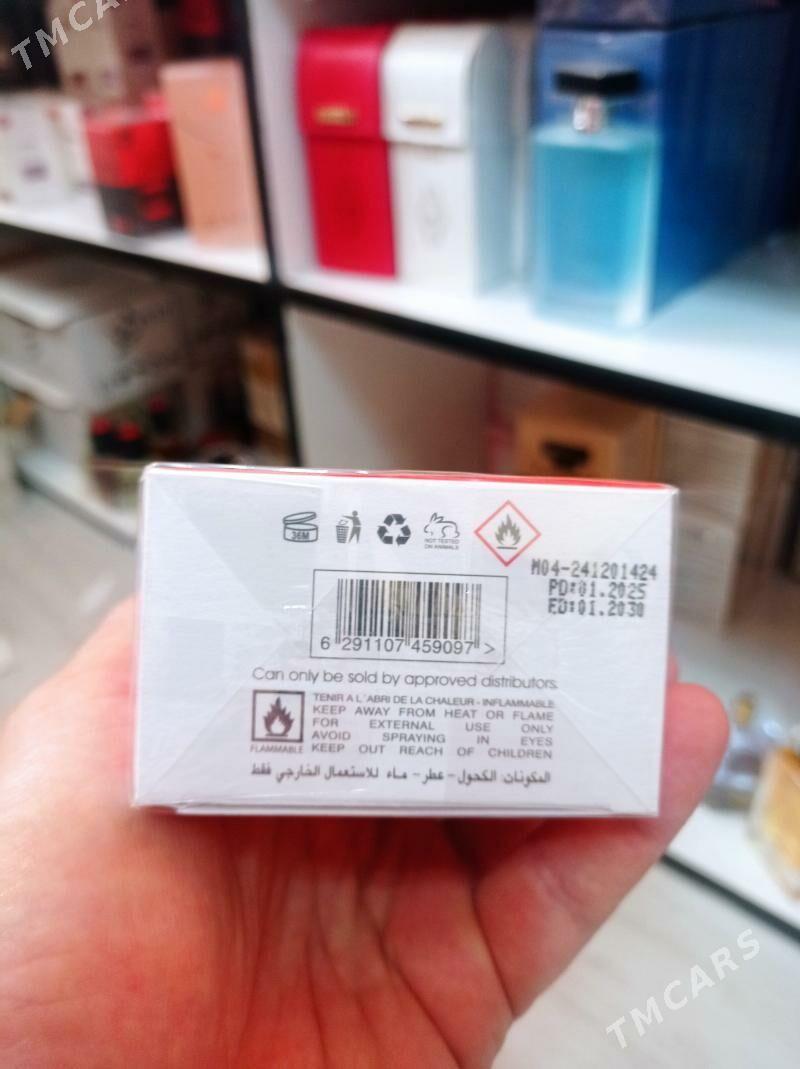 TMCARS
36M
NOT TESTED
ON ANIMALS
M04-241201424
PD:01.2025
ED:01.2030
6 291107 459097 >
Can only be sold by approved distributors.
TENIR A L'ABRI DE LA CHALEUR - INFLAMMABLE
KEEP AWAY FROM HEAT OR FLAME
FOR EXTERNAL USE ONLY
AVOID SPRAYING IN EYES
KEEP OUT REACH OF CHILDREN
FLAMMABLE
المكونات: الكحول - عطر - ماء للاستعمال الخارجي فقط
TMCARS